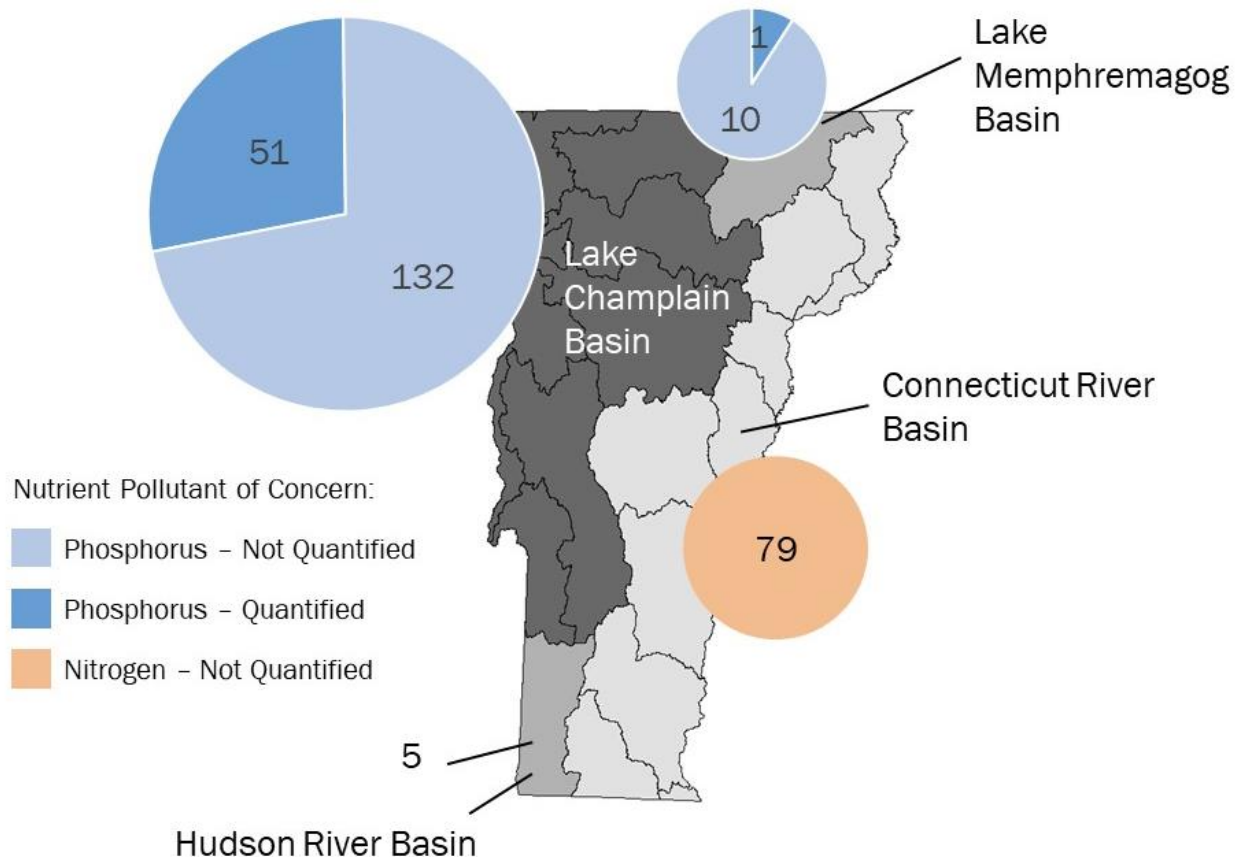 1
Lake
Memphremagog
Basin
10
51
132
Lake
Champlain
Basin
Connecticut River
Basin
Nutrient Pollutant of Concern:
Phosphorus – Not Quantified
Phosphorus – Quantified
Nitrogen – Not Quantified
79
5
Hudson River Basin